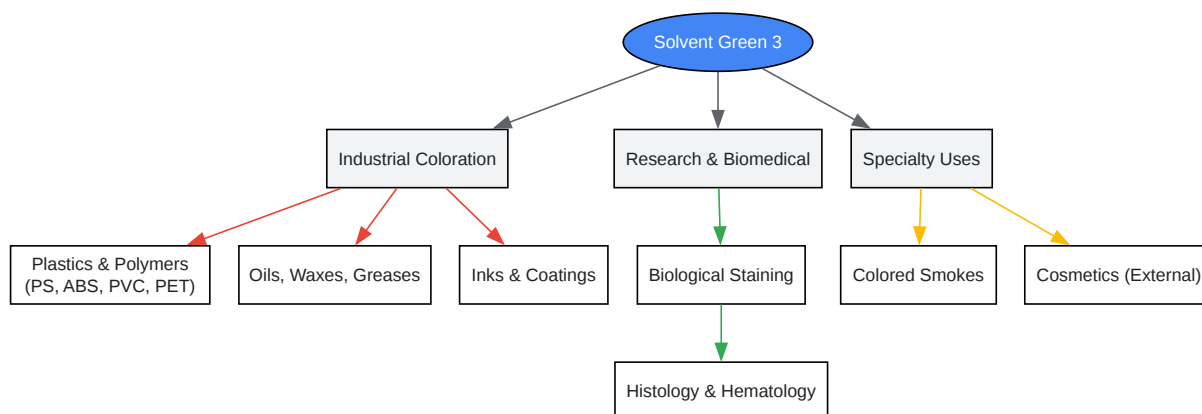 Solvent Green 3
Industrial Coloration
Research & Biomedical
Specialty Uses
Plastics & Polymers
(PS, ABS, PVC, PET)
Oils, Waxes, Greases
Inks & Coatings
Biological Staining
Colored Smokes
Cosmetics (External)
Histology & Hematology